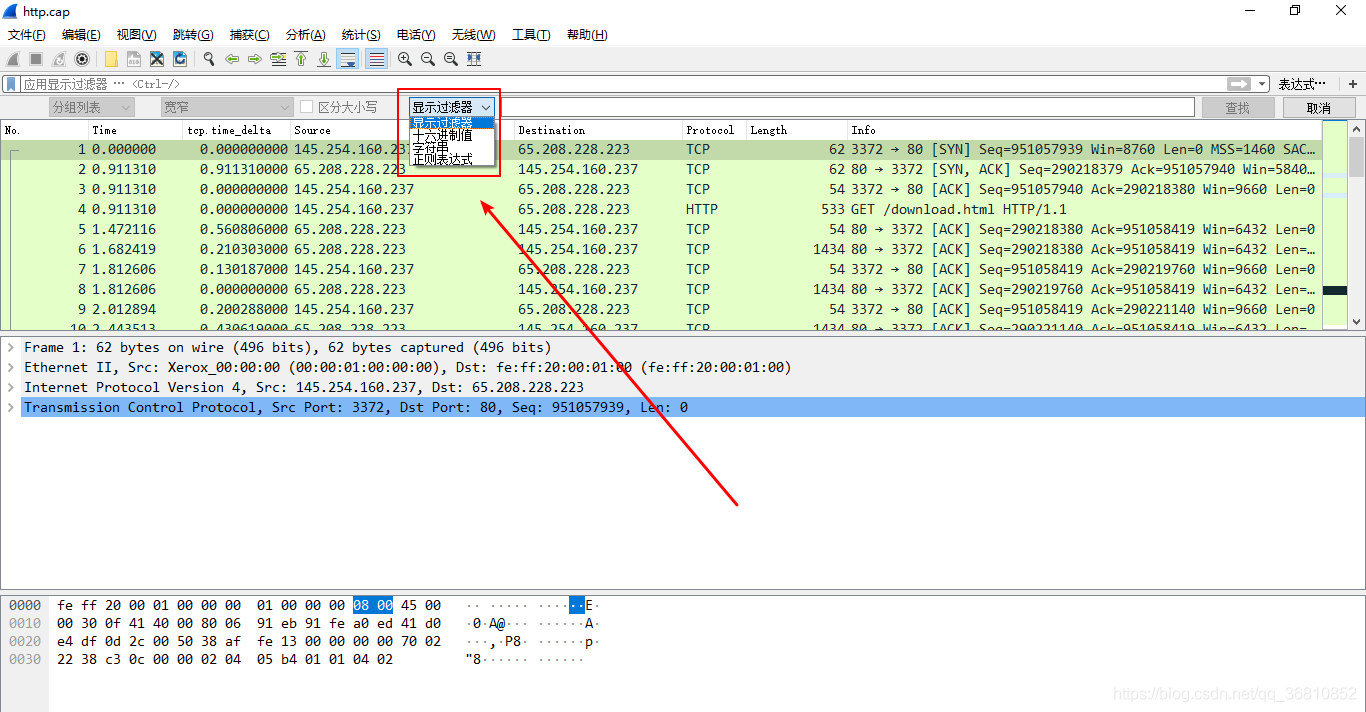 http.cap
文件(F) 编辑(E) 视图(V) 跳转(G) 捕获(C) 分析(A) 统计(S) 电话(Y) 无线(W) 工具(T) 帮助(H)
应用显示过滤器 … <Ctrl-/> 表达式… +
分组列表 宽窄 区分大小写 显示过滤器 查找 取消
显示过滤器
十六进制值
字符串
正则表达式
No. Time tcp.time_delta Source Destination Protocol Length Info
1 0.000000 0.000000000 145.254.160.237 65.208.228.223 TCP 62 3372 → 80 [SYN] Seq=951057939 Win=8760 Len=0 MSS=1460 SAC…
2 0.911310 0.911310000 65.208.228.223 145.254.160.237 TCP 62 80 → 3372 [SYN, ACK] Seq=290218379 Ack=951057940 Win=5840…
3 0.911310 0.000000000 145.254.160.237 65.208.228.223 TCP 54 3372 → 80 [ACK] Seq=951057940 Ack=290218380 Win=9660 Len=0
4 0.911310 0.000000000 145.254.160.237 65.208.228.223 HTTP 533 GET /download.html HTTP/1.1
5 1.472116 0.560806000 65.208.228.223 145.254.160.237 TCP 54 80 → 3372 [ACK] Seq=290218380 Ack=951058419 Win=6432 Len=0
6 1.682419 0.210303000 65.208.228.223 145.254.160.237 TCP 1434 80 → 3372 [ACK] Seq=290218380 Ack=951058419 Win=6432 Len=…
7 1.812606 0.130187000 145.254.160.237 65.208.228.223 TCP 54 3372 → 80 [ACK] Seq=951058419 Ack=290219760 Win=9660 Len=0
8 1.812606 0.000000000 65.208.228.223 145.254.160.237 TCP 1434 80 → 3372 [ACK] Seq=290219760 Ack=951058419 Win=6432 Len=…
9 2.012894 0.200288000 145.254.160.237 65.208.228.223 TCP 54 3372 → 80 [ACK] Seq=951058419 Ack=290221140 Win=9660 Len=0
10 2.443513 0.430619000 65.208.228.223 145.254.160.237 TCP 1434 80 → 3372 [ACK] Seq=290221140 Ack=951058419 Win=6432 Len=…
Frame 1: 62 bytes on wire (496 bits), 62 bytes captured (496 bits)
Ethernet II, Src: Xerox_00:00:00 (00:00:01:00:00:00), Dst: fe:ff:20:00:01:00 (fe:ff:20:00:01:00)
Internet Protocol Version 4, Src: 145.254.160.237, Dst: 65.208.228.223
Transmission Control Protocol, Src Port: 3372, Dst Port: 80, Seq: 951057939, Len: 0
0000 fe ff 20 00 01 00 00 00 01 00 00 00 08 00 45 00 ·· ····· ······E·
0010 00 30 0f 41 40 00 80 06 91 eb 91 fe a0 ed 41 d0 ·0·A@··· ······A·
0020 e4 df 0d 2c 00 50 38 af fe 13 00 00 00 00 70 02 ···,·P8· ······p·
0030 22 38 c3 0c 00 00 02 04 05 b4 01 01 04 02 "8······ ······
https://blog.csdn.net/qq_36810852